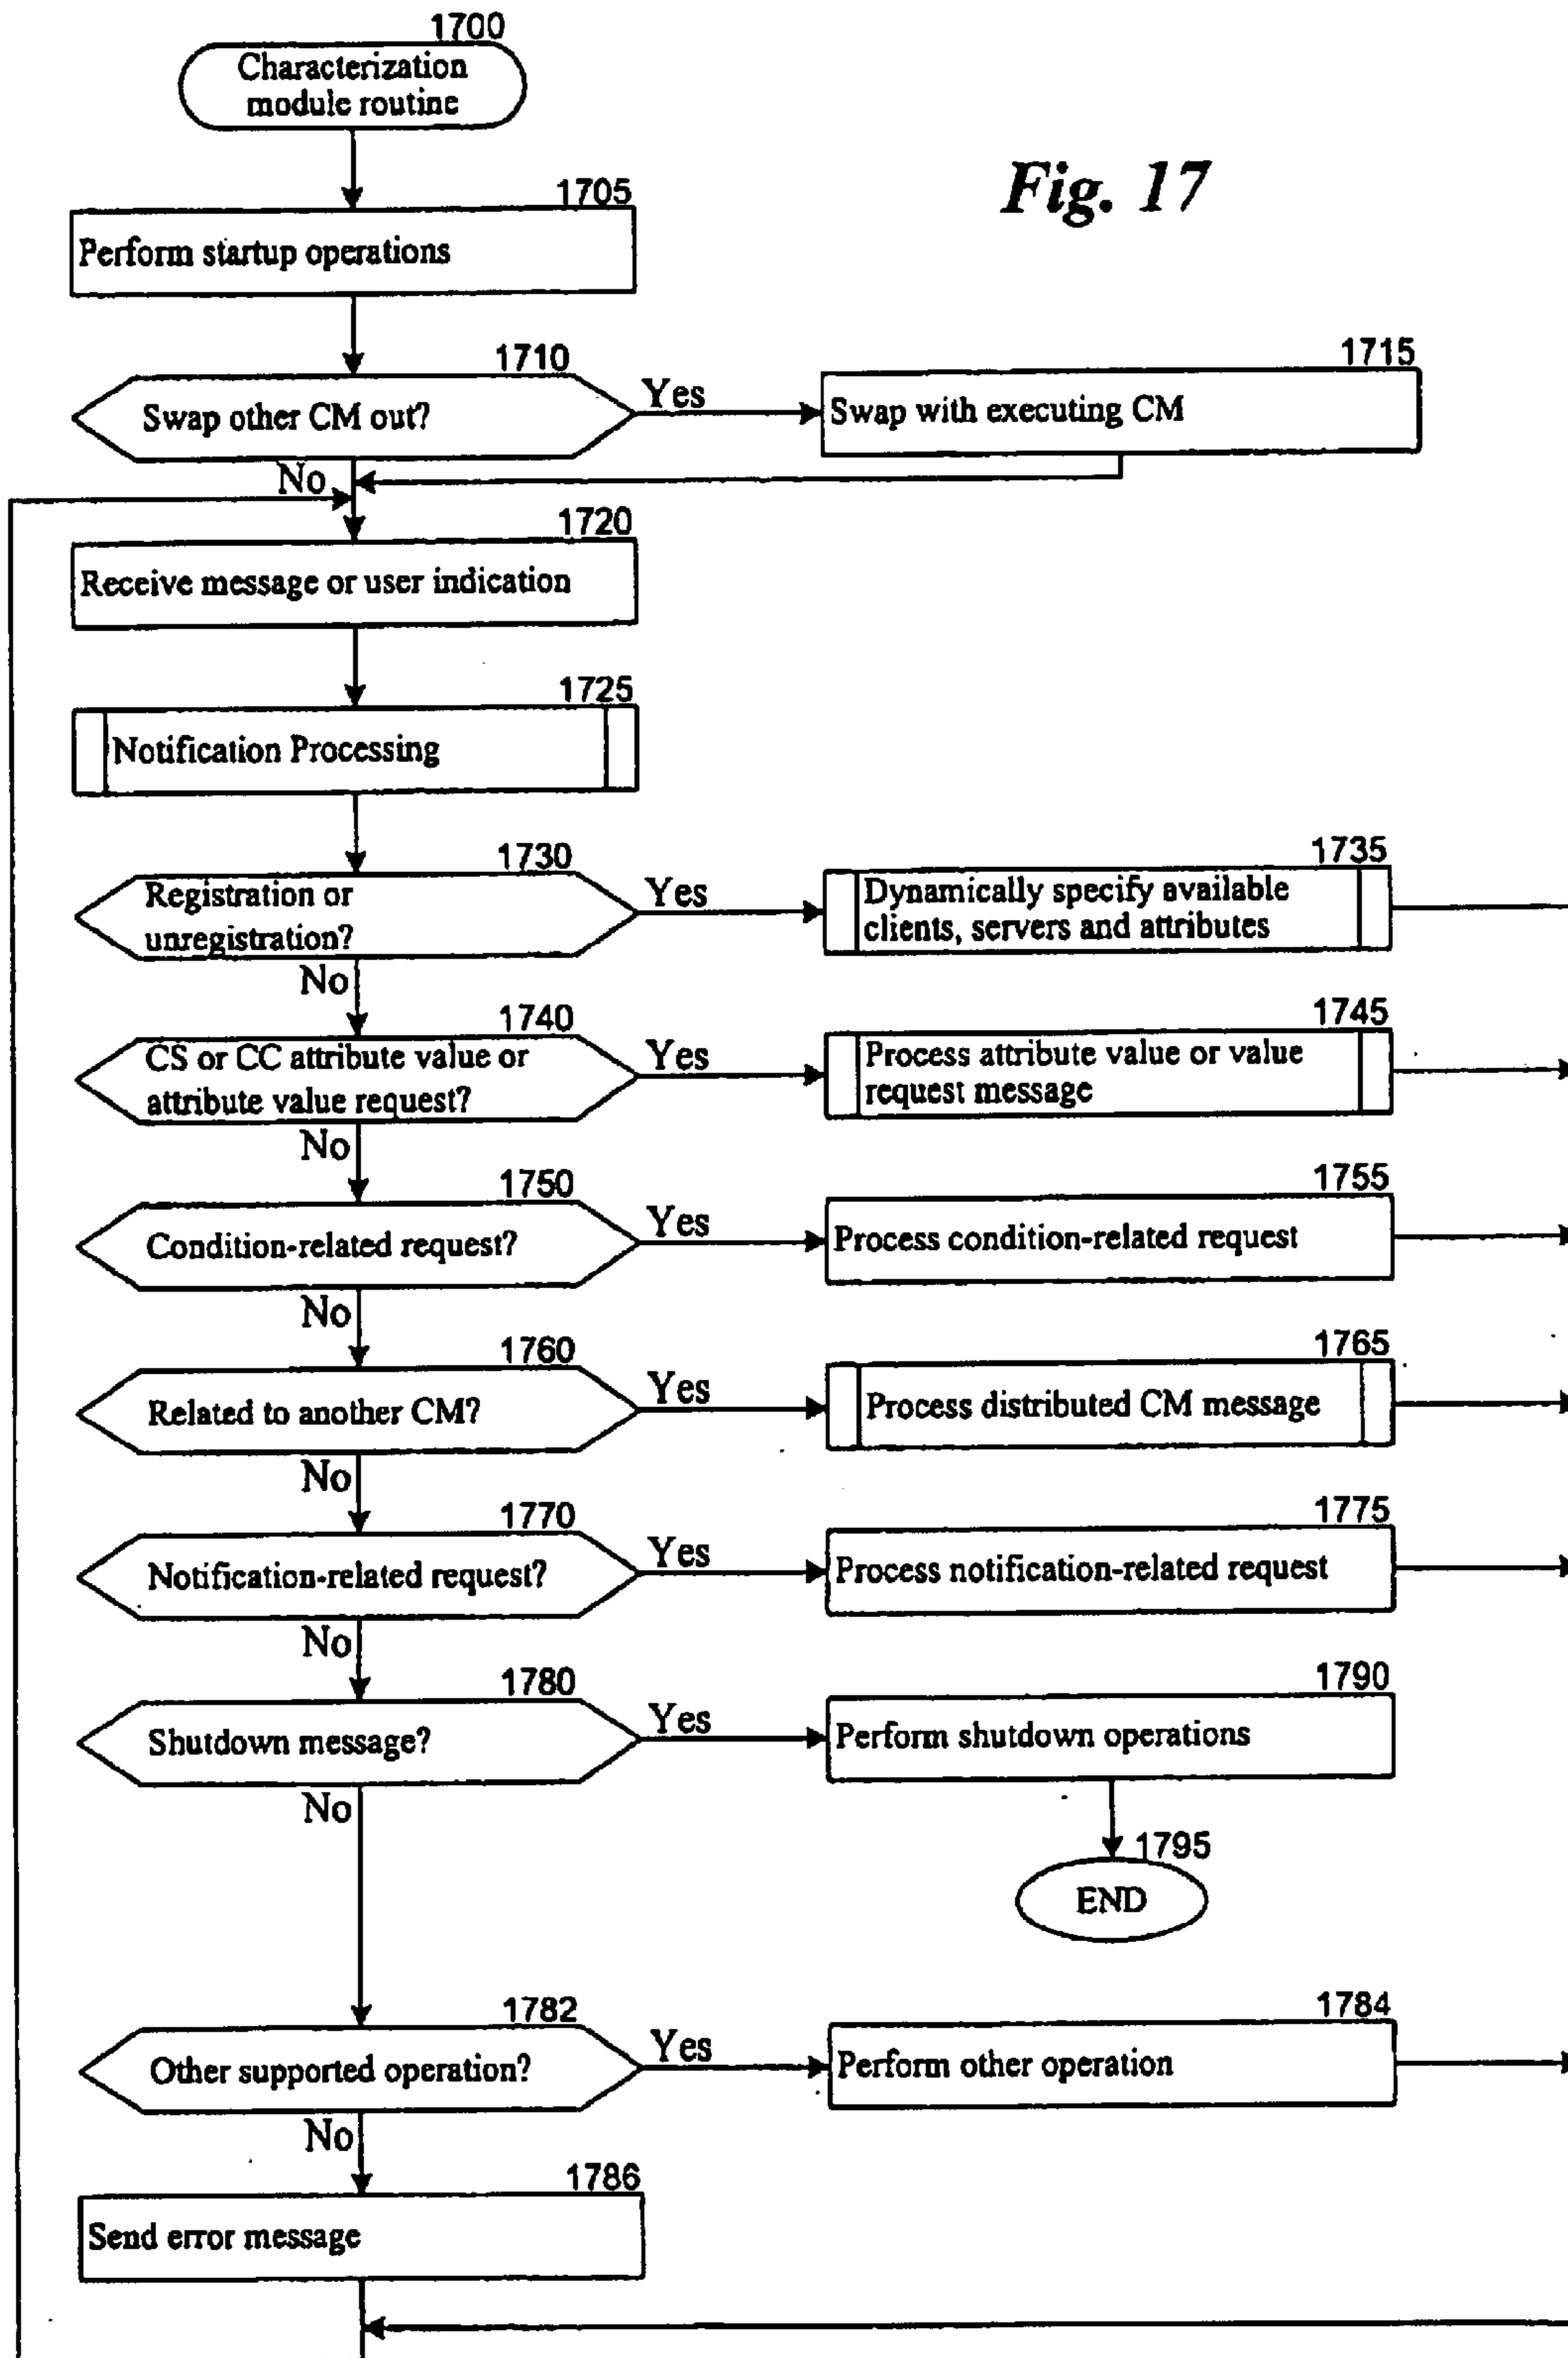 1700
Characterization
module routine
Fig. 17
1705
Perform startup operations
1710
Swap other CM out?
Yes
1715
Swap with executing CM
No
1720
Receive message or user indication
1725
Notification Processing
1730
Registration or
unregistration?
Yes
1735
Dynamically specify available
clients, servers and attributes
No
1740
CS or CC attribute value or
attribute value request?
Yes
1745
Process attribute value or value
request message
No
1750
Condition-related request?
Yes
1755
Process condition-related request
No
1760
Related to another CM?
Yes
1765
Process distributed CM message
No
1770
Notification-related request?
Yes
1775
Process notification-related request
No
1780
Shutdown message?
Yes
1790
Perform shutdown operations
No
1795
END
1782
Other supported operation?
Yes
1784
Perform other operation
No
1786
Send error message